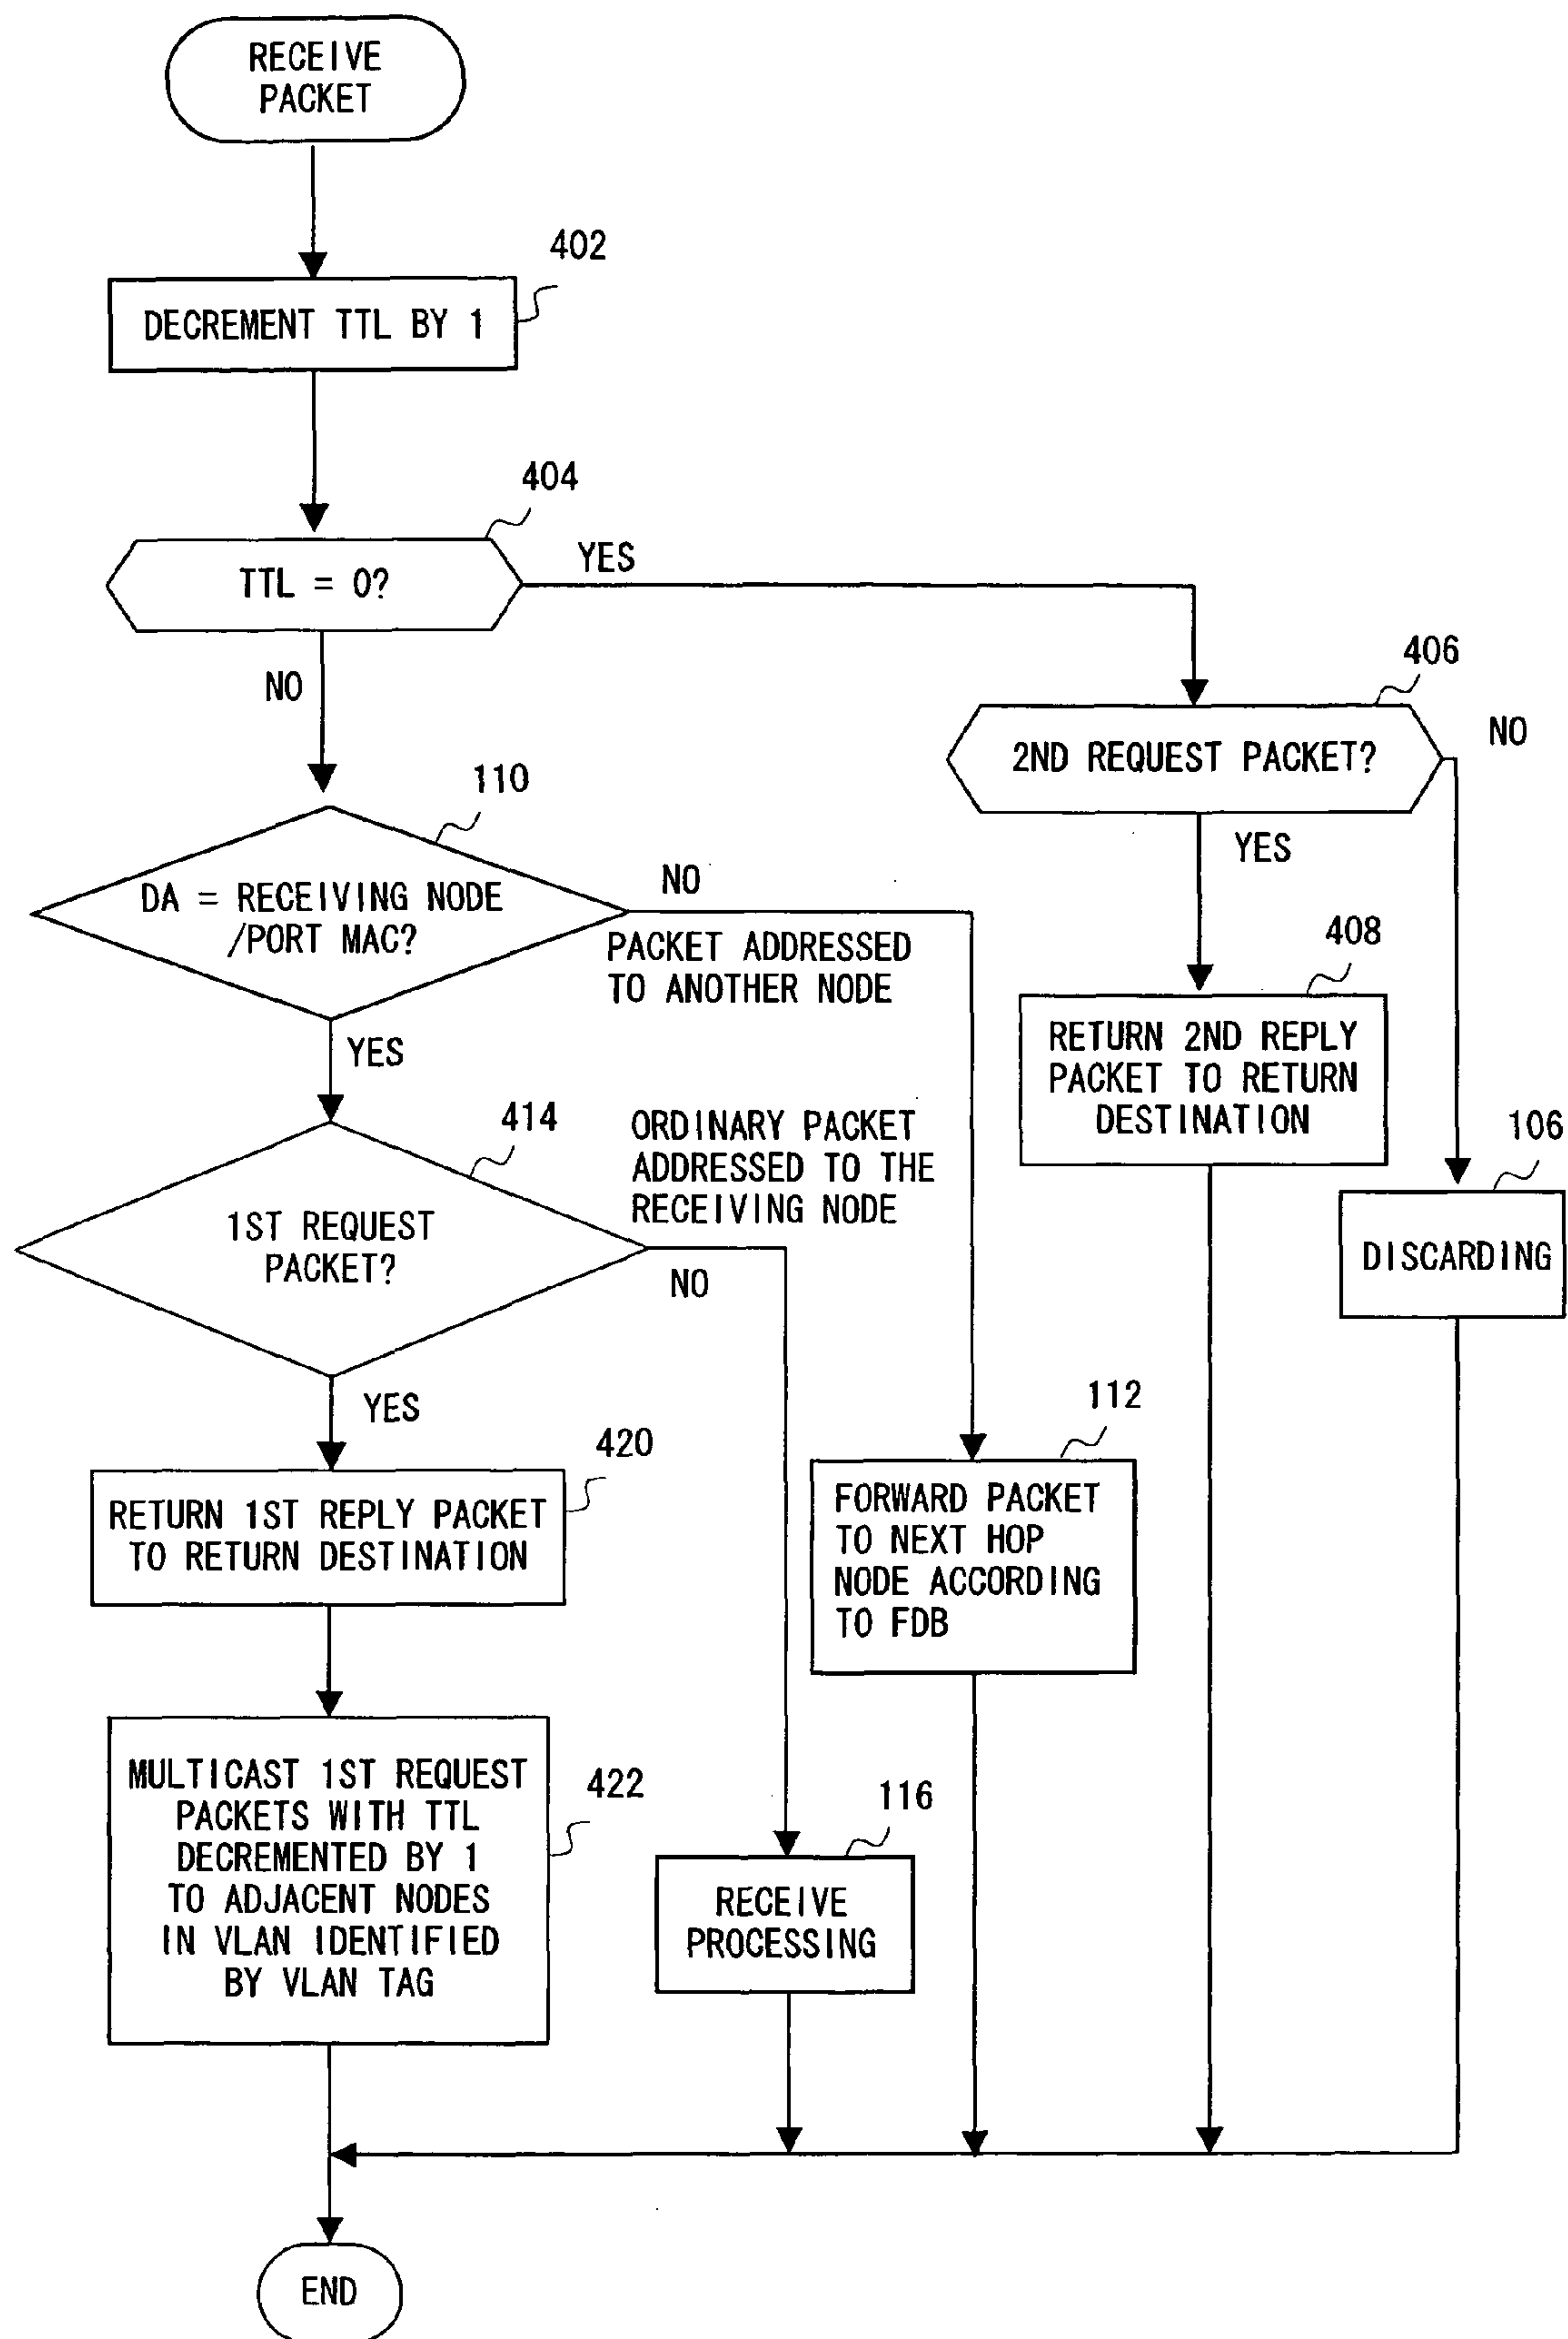 RECEIVE
PACKET
402
DECREMENT TTL BY 1
404
TTL = 0?
YES
NO
406
2ND REQUEST PACKET?
NO
YES
110
DA = RECEIVING NODE
/PORT MAC?
NO
PACKET ADDRESSED
TO ANOTHER NODE
YES
408
RETURN 2ND REPLY
PACKET TO RETURN
DESTINATION
106
DISCARDING
414
1ST REQUEST
PACKET?
ORDINARY PACKET
ADDRESSED TO THE
RECEIVING NODE
NO
YES
112
FORWARD PACKET
TO NEXT HOP
NODE ACCORDING
TO FDB
420
RETURN 1ST REPLY PACKET
TO RETURN DESTINATION
422
MULTICAST 1ST REQUEST
PACKETS WITH TTL
DECREMENTED BY 1
TO ADJACENT NODES
IN VLAN IDENTIFIED
BY VLAN TAG
116
RECEIVE
PROCESSING
END